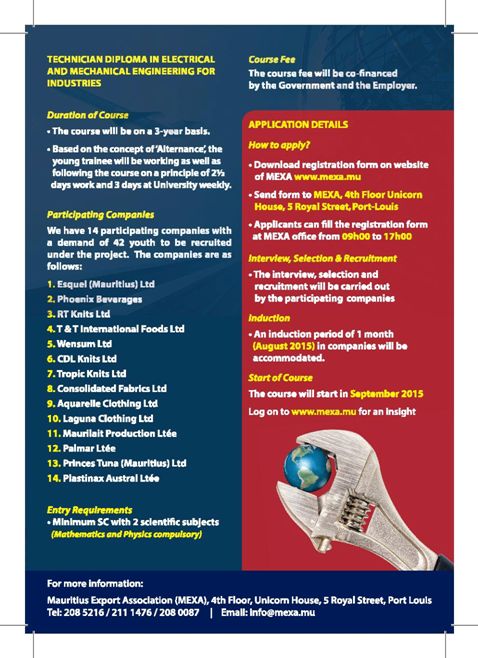 TECHNICIAN DIPLOMA IN ELECTRICAL
AND MECHANICAL ENGINEERING FOR
INDUSTRIES
Duration of Course
• The course will be on a 3-year basis.
• Based on the concept of 'Alternance', the
young trainee will be working as well as
following the course on a principle of 2½
days work and 3 days at University weekly.
Participating Companies
We have 14 participating companies with
a demand of 42 youth to be recruited
under the project. The companies are as
follows:
1. Esquel (Mauritius) Ltd
2. Phoenix Beverages
3. RT Knits Ltd
4. T & T International Foods Ltd
5. Wensum Ltd
6. CDL Knits Ltd
7. Tropic Knits Ltd
8. Consolidated Fabrics Ltd
9. Aquarelle Clothing Ltd
10. Laguna Clothing Ltd
11. Maurilait Production Ltée
12. Palmar Ltée
13. Princes Tuna (Mauritius) Ltd
14. Plastinax Austral Ltée
Entry Requirements
• Minimum SC with 2 scientific subjects
(Mathematics and Physics compulsory)
Course Fee
The course fee will be co-financed
by the Government and the Employer.
APPLICATION DETAILS
How to apply?
• Download registration form on website
of MEXA www.mexa.mu
• Send form to MEXA, 4th Floor Unicorn
House, 5 Royal Street, Port-Louis
• Applicants can fill the registration form
at MEXA office from 09h00 to 17h00
Interview, Selection & Recruitment
• The interview, selection and
recruitment will be carried out
by the participating companies
Induction
• An induction period of 1 month
(August 2015) in companies will be
accommodated.
Start of Course
The course will start in September 2015
Log on to www.mexa.mu for an insight
For more information:
Mauritius Export Association (MEXA), 4th Floor, Unicorn House, 5 Royal Street, Port Louis
Tel: 208 5216 / 211 1476 / 208 0087 | Email: info@mexa.mu